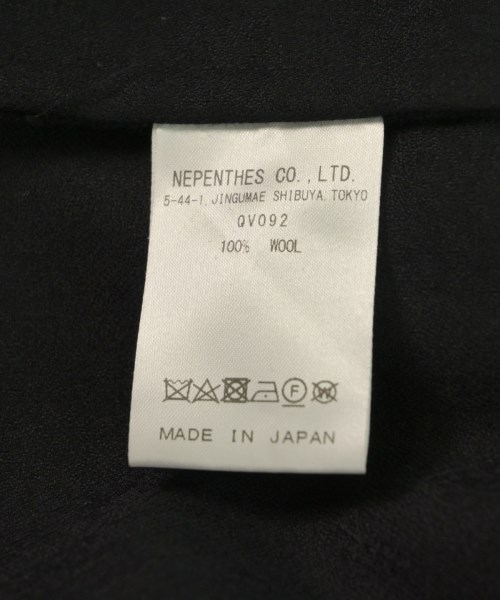 NEPENTHES CO.,LTD.
5-44-1, JINGUMAE SHIBUYA, TOKYO
QV092
100% WOOL
F W
MADE IN JAPAN